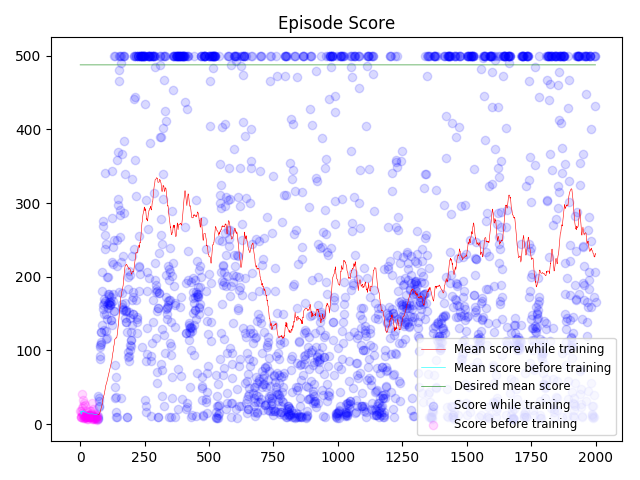 Episode Score
500
400
300
200
100
0
Mean score while training
Mean score before training
Desired mean score
Score while training
Score before training
0 250 500 750 1000 1250 1500 1750 2000